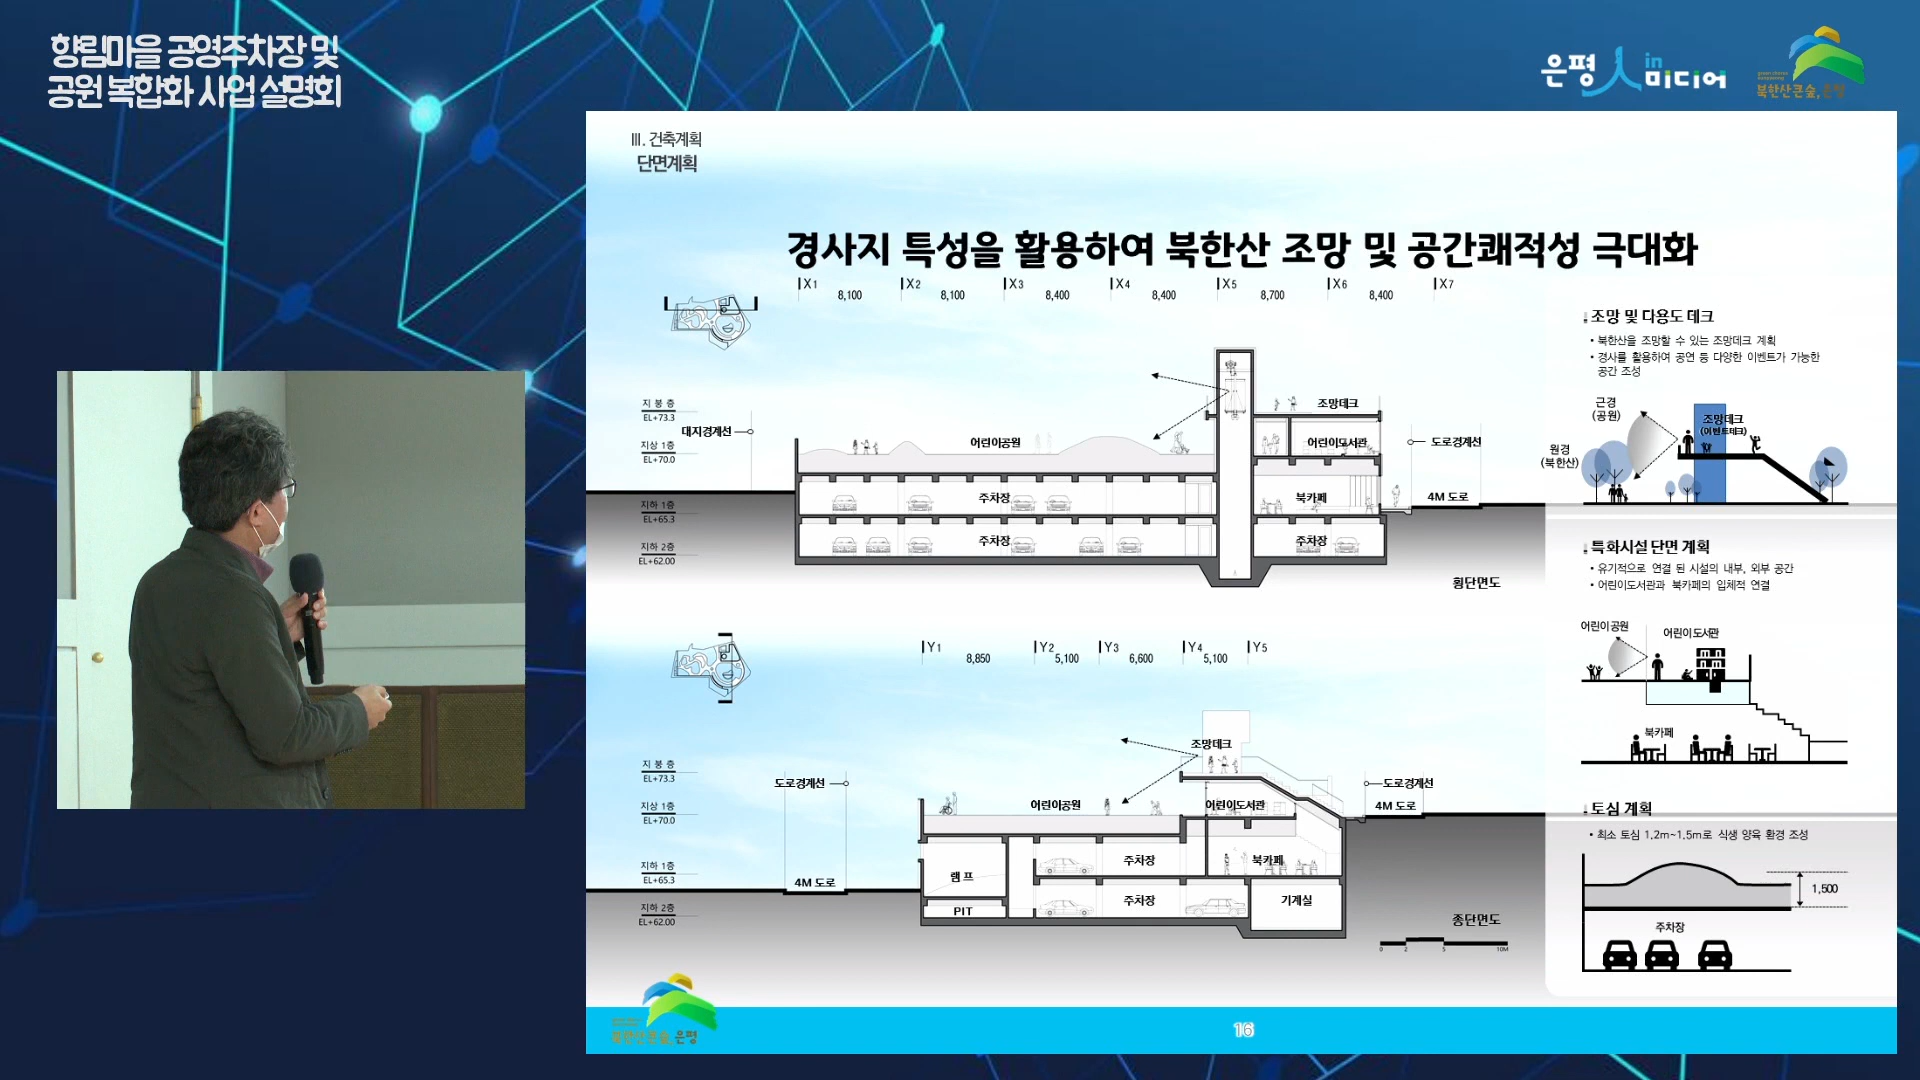 향림마을 공영주차장 및
공원 복합화 사업 설명회
은평 人 in 미디어
북한산큰숲, 은평
Ⅲ. 건축계획
단면계획
경사지 특성을 활용하여 북한산 조망 및 공간쾌적성 극대화
X1 8,100 X2 8,100 X3 8,400 X4 8,400 X5 8,700 X6 8,400 X7
지붕층
EL+73.3
대지경계선
지상 1층
EL+70.0
지하 1층
EL+65.3
지하 2층
EL+62.00
조망데크
어린이공원
어린이도서관
도로경계선
주차장
북카페
4M 도로
주차장
주차장
횡단면도
Y1 8,850 Y2 5,100 Y3 6,600 Y4 5,100 Y5
지붕층
EL+73.3
지상 1층
EL+70.0
지하 1층
EL+65.3
지하 2층
EL+62.00
조망데크
도로경계선
도로경계선
어린이공원
어린이도서관
4M 도로
주차장
북카페
램프
4M 도로
주차장
기계실
PIT
종단면도
0 2 5 10M
조망 및 다용도 데크
• 북한산을 조망할 수 있는 조망데크 계획
• 경사를 활용하여 공연 등 다양한 이벤트가 가능한
공간 조성
근경
(공원)
조망데크
(이벤트데크)
원경
(북한산)
특화시설 단면 계획
• 유기적으로 연결 된 시설의 내부, 외부 공간
• 어린이도서관과 북카페의 입체적 연결
어린이공원
어린이도서관
북카페
토심 계획
• 최소 토심 1.2m~1.5m로 식생 양육 환경 조성
1,500
주차장
북한산큰숲, 은평
16